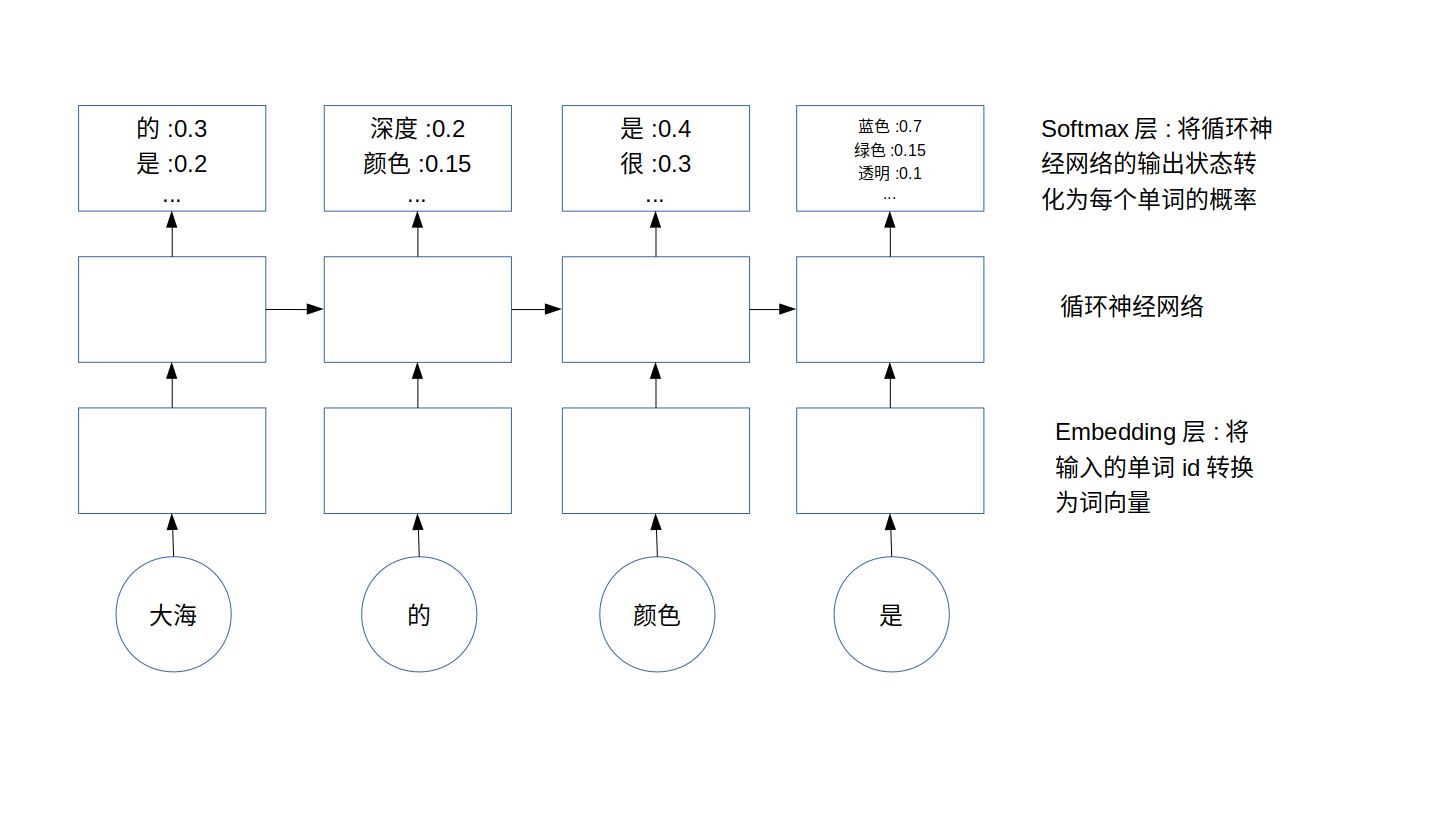 的 :0.3
是 :0.2
...
深度 :0.2
颜色 :0.15
...
是 :0.4
很 :0.3
...
蓝色 :0.7
绿色 :0.15
透明 :0.1
...
Softmax 层 : 将循环神
经网络的输出状态转
化为每个单词的概率
循环神经网络
Embedding 层 : 将
输入的单词 id 转换
为词向量
大海
的
颜色
是